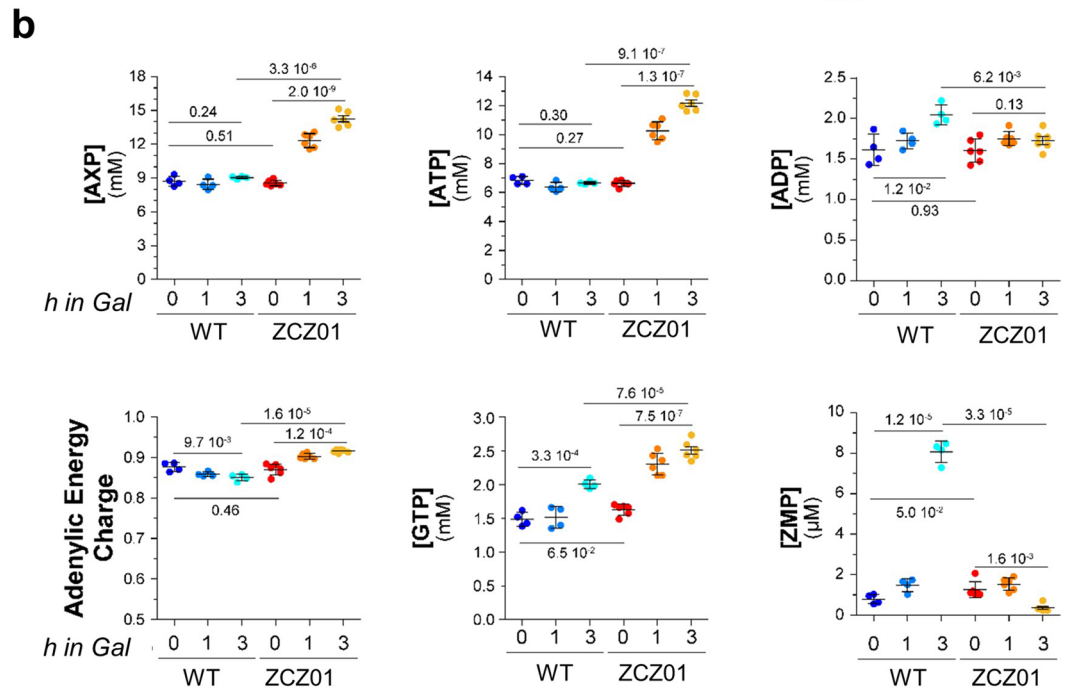 b
[AXP]
(mM)
18
15
12
9
6
3
0
3.3 10-6
2.0 10-9
0.24
0.51
[ATP]
(mM)
14
12
10
8
6
4
2
0
9.1 10-7
1.3 10-7
0.30
0.27
[ADP]
(mM)
2.5
2.0
1.5
1.0
0.5
0.0
6.2 10-3
0.13
1.2 10-2
0.93
h in Gal
0 1 3 0 1 3
WT ZCZ01
0 1 3 0 1 3
WT ZCZ01
0 1 3 0 1 3
WT ZCZ01
Adenylic Energy
Charge
1.0
0.9
0.8
0.7
0.6
0.5
1.6 10-5
1.2 10-4
9.7 10-3
0.46
[GTP]
(mM)
3.0
2.5
2.0
1.5
1.0
0.5
0.0
7.6 10-5
7.5 10-7
3.3 10-4
6.5 10-2
[ZMP]
(µM)
10
8
6
4
2
0
1.2 10-5
3.3 10-5
5.0 10-2
1.6 10-3
h in Gal
0 1 3 0 1 3
WT ZCZ01
0 1 3 0 1 3
WT ZCZ01
0 1 3 0 1 3
WT ZCZ01